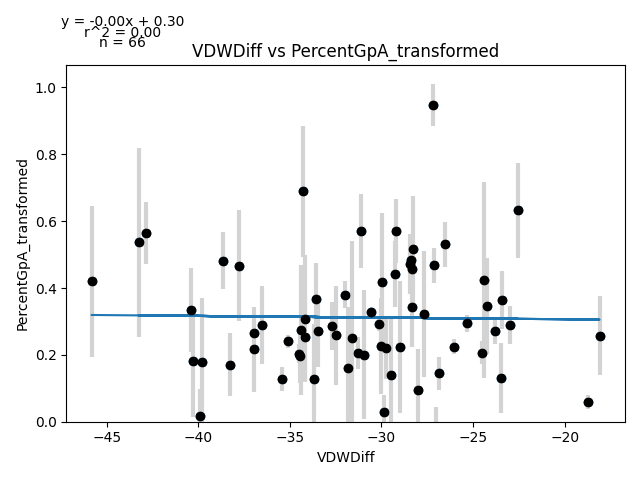 y = -0.00x + 0.30
r^2 = 0.00
n = 66
VDWDiff vs PercentGpA_transformed
PercentGpA_transformed
1.0
0.8
0.6
0.4
0.2
0.0
−45
−40
−35
−30
−25
−20
VDWDiff